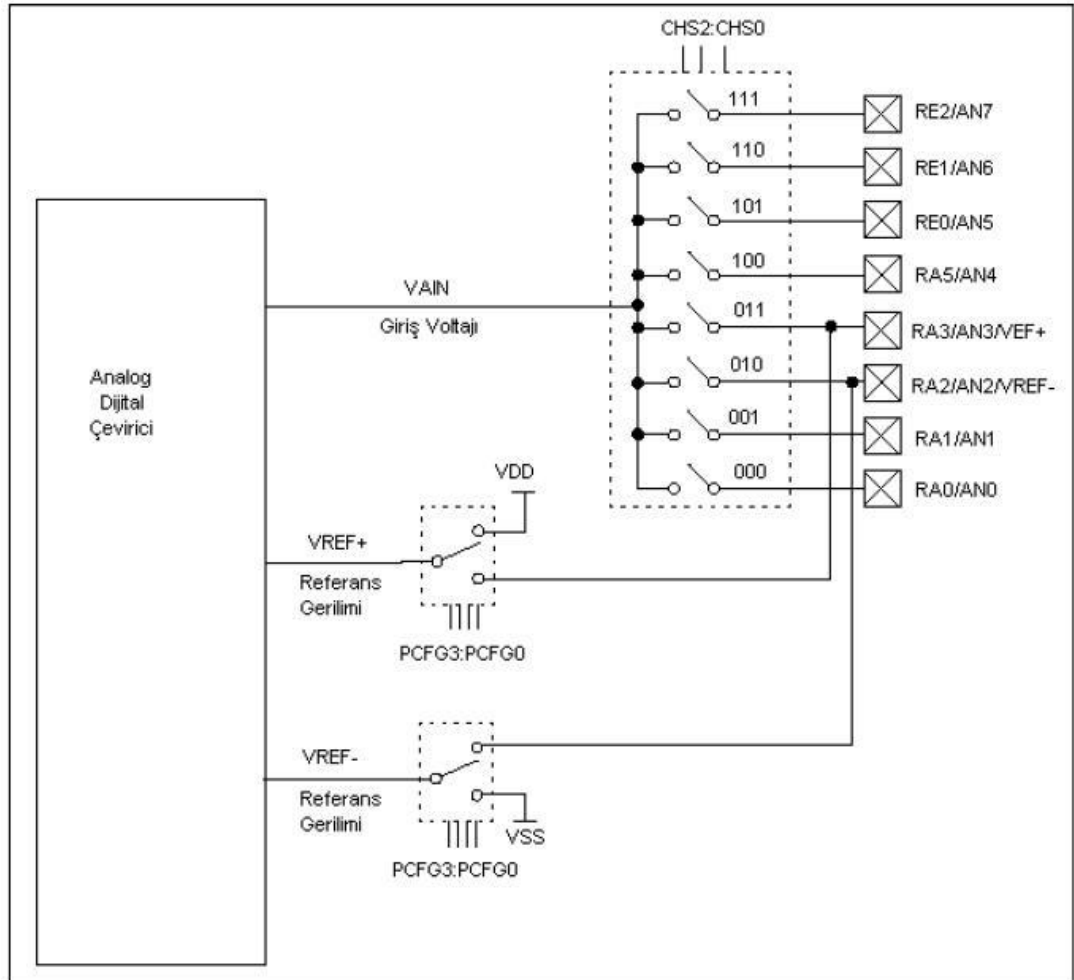 CHS2:CHS0
111
RE2/AN7
110
RE1/AN6
101
RE0/AN5
100
RA5/AN4
VAIN
Giriş Voltajı
011
RA3/AN3/VEF+
010
RA2/AN2/VREF-
Analog
Dijital
Çevirici
001
RA1/AN1
000
RA0/AN0
VDD
VREF+
Referans
Gerilimi
PCFG3:PCFG0
VREF-
Referans
Gerilimi
VSS
PCFG3:PCFG0